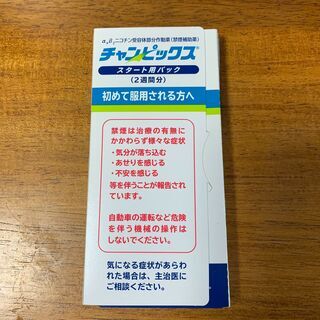 α₄β₂ニコチン受容体部分作動薬（禁煙補助薬）
チャンピックス®
スタート用パック
（2週間分）
初めて服用される方へ
禁煙は治療の有無に
かかわらず様々な症状
・気分が落ち込む
・あせりを感じる
・不安を感じる
等を伴うことが報告され
ています。
自動車の運転など危険
を伴う機械の操作は
しないでください。
気になる症状があらわ
れた場合は、主治医に
ご相談ください。